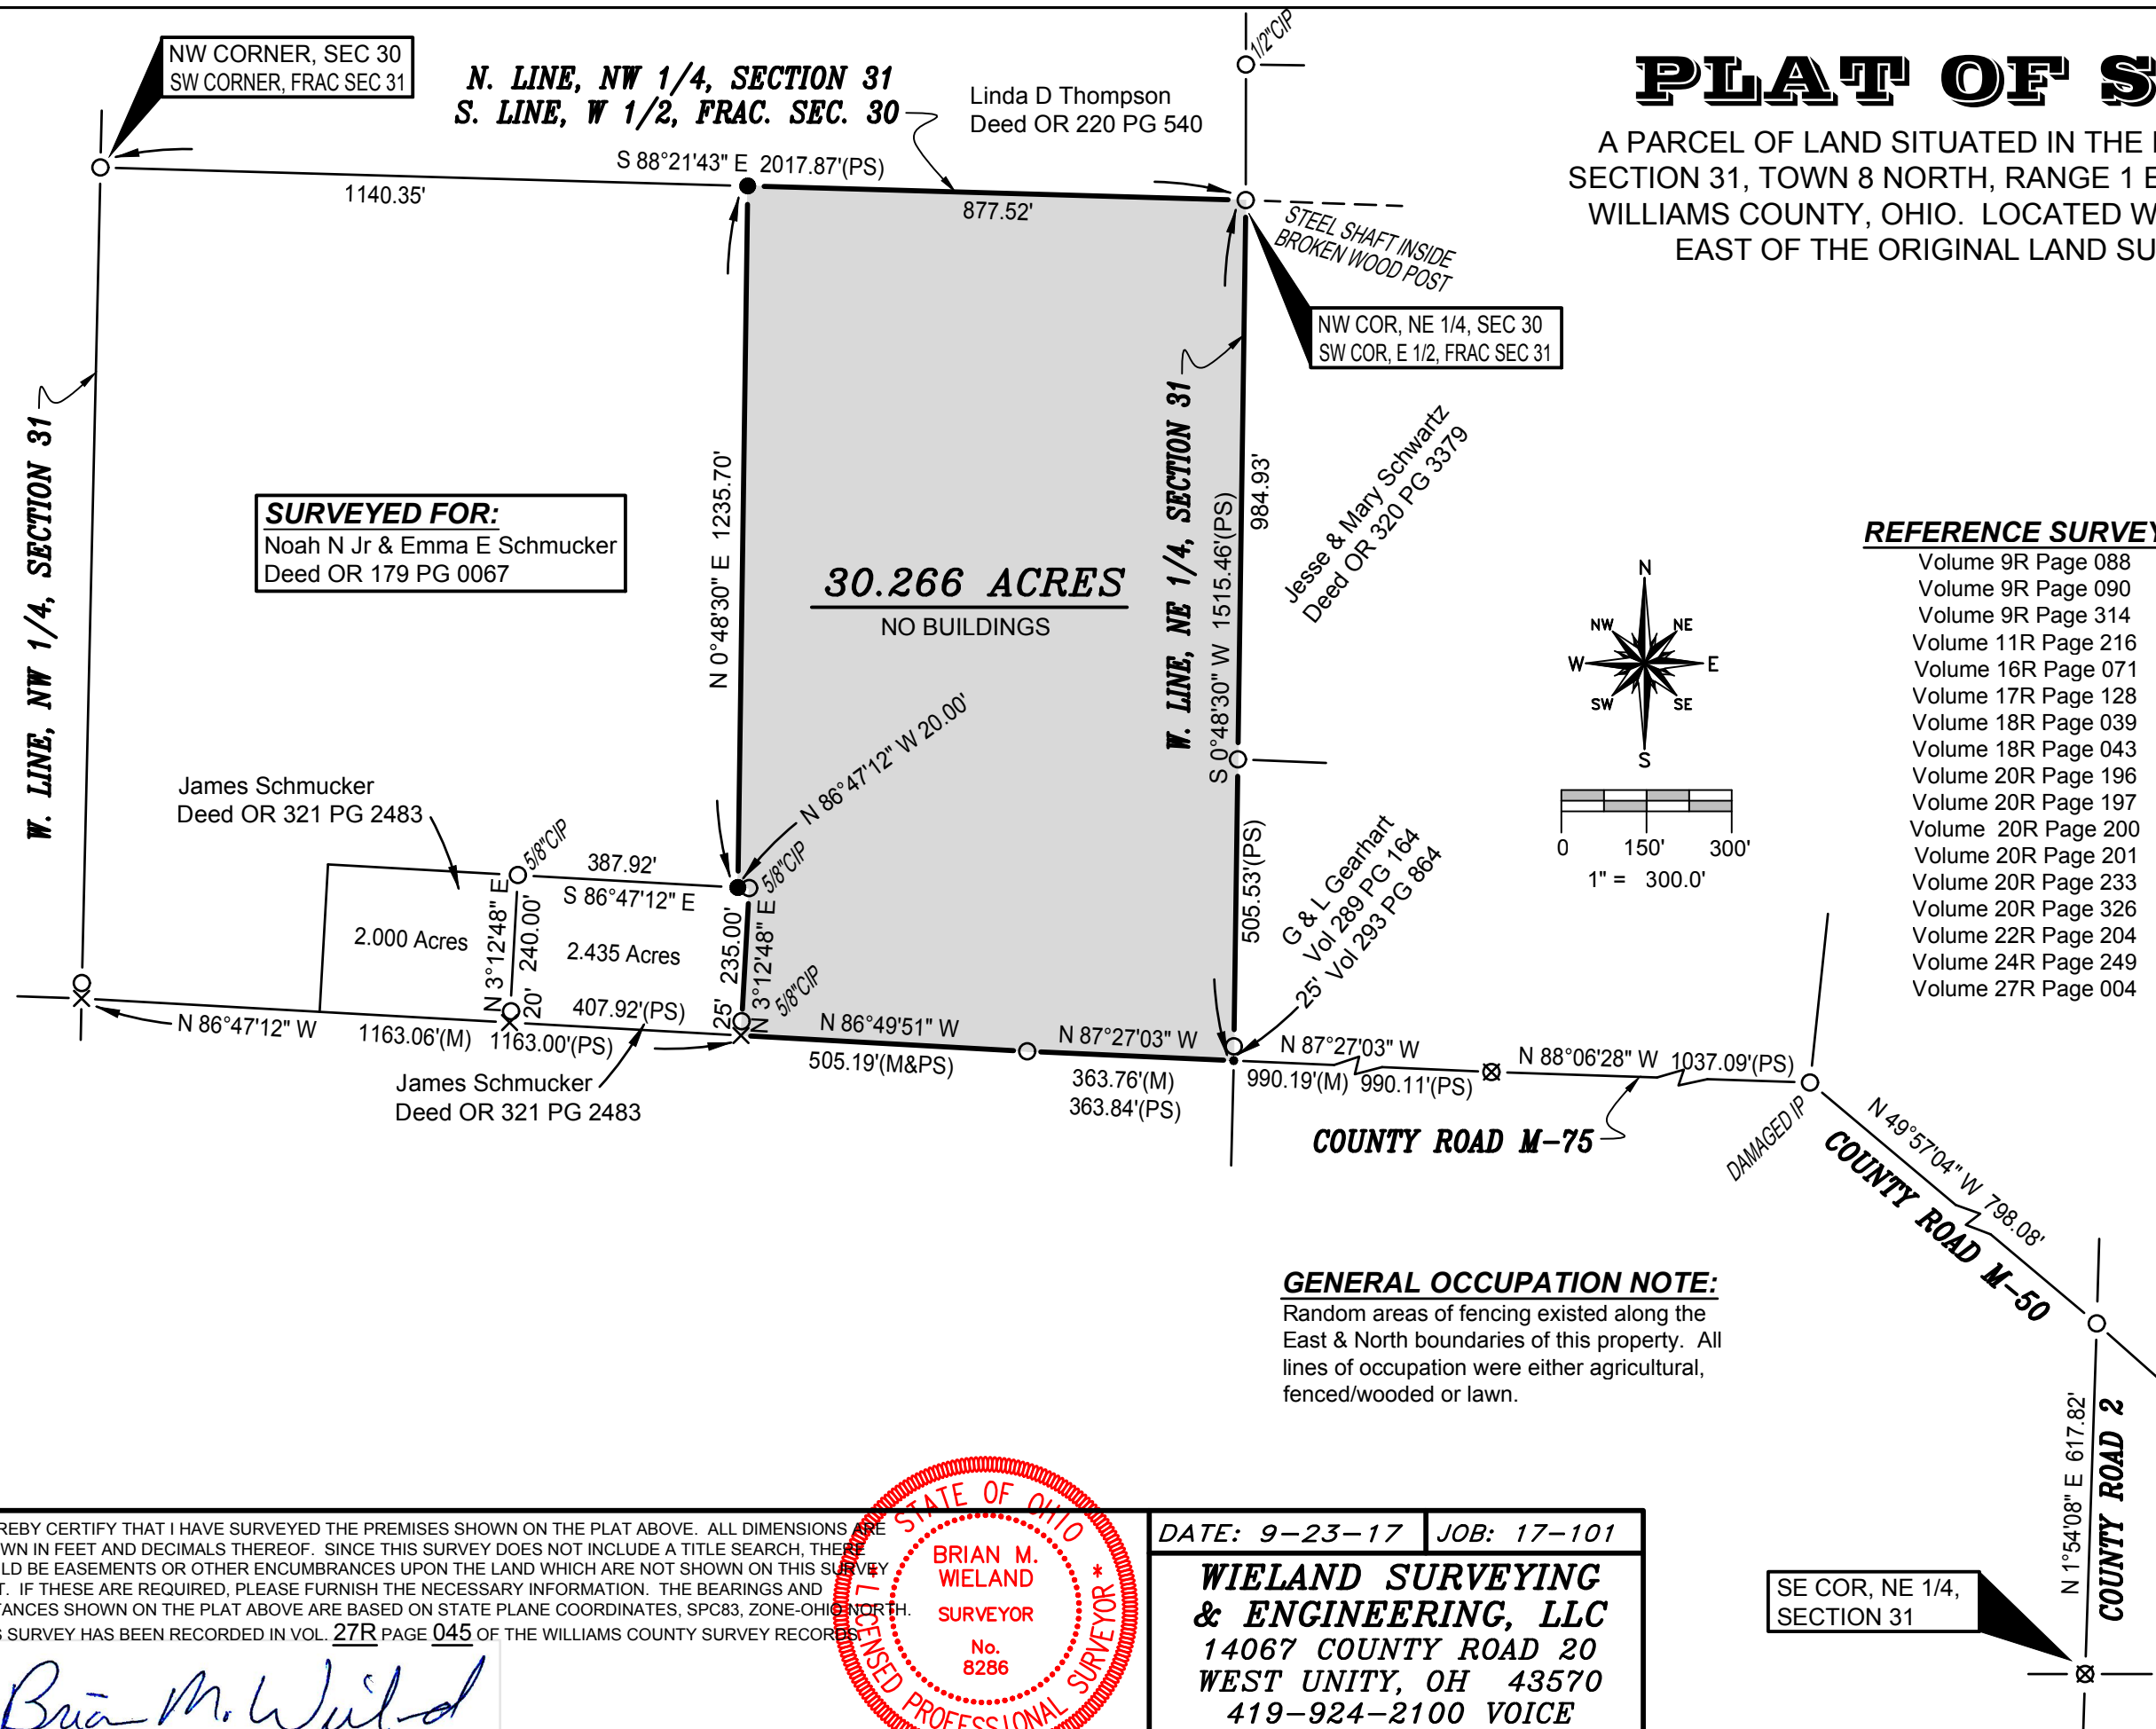 NW CORNER, SEC 30
SW CORNER, FRAC SEC 31
N. LINE, NW 1/4, SECTION 31
S. LINE, W 1/2, FRAC. SEC. 30
Linda D Thompson
Deed OR 220 PG 540
1/2"CIP
PLAT OF S
A PARCEL OF LAND SITUATED IN THE
SECTION 31, TOWN 8 NORTH, RANGE 1 E
WILLIAMS COUNTY, OHIO. LOCATED W
EAST OF THE ORIGINAL LAND SU
S 88°21'43" E 2017.87'(PS)
1140.35'
877.52'
STEEL SHAFT INSIDE
BROKEN WOOD POST
NW COR, NE 1/4, SEC 30
SW COR, E 1/2, FRAC SEC 31
W. LINE, NW 1/4, SECTION 31
SURVEYED FOR:
Noah N Jr & Emma E Schmucker
Deed OR 179 PG 0067
N 0°48'30" E 1235.70'
30.266 ACRES
NO BUILDINGS
W. LINE, NE 1/4, SECTION 31
S 0°48'30" W 1515.46'(PS)
984.93'
Jesse & Mary Schwartz
Deed OR 320 PG 3379
N
NW
NE
W
E
SW
SE
S
0 150' 300'
1" = 300.0'
REFERENCE SURVEY
Volume 9R Page 088
Volume 9R Page 090
Volume 9R Page 314
Volume 11R Page 216
Volume 16R Page 071
Volume 17R Page 128
Volume 18R Page 039
Volume 18R Page 043
Volume 20R Page 196
Volume 20R Page 197
Volume 20R Page 200
Volume 20R Page 201
Volume 20R Page 233
Volume 20R Page 326
Volume 22R Page 204
Volume 24R Page 249
Volume 27R Page 004
James Schmucker
Deed OR 321 PG 2483
N 86°47'12" W 20.00'
5/8"CIP
387.92'
S 86°47'12" E
5/8"CIP
2.000 Acres
N 3°12'48" E
20' 240.00'
2.435 Acres
25' 235.00'
N 3°12'48" E
5/8"CIP
407.92'(PS)
505.53'(PS)
G & L Gearhart
Vol 289 PG 164
25' Vol 293 PG 864
N 86°47'12" W
1163.06'(M) 1163.00'(PS)
James Schmucker
Deed OR 321 PG 2483
N 86°49'51" W
505.19'(M&PS)
N 87°27'03" W
363.76'(M)
363.84'(PS)
N 87°27'03" W
990.19'(M) 990.11'(PS)
N 88°06'28" W 1037.09'(PS)
COUNTY ROAD M-75
DAMAGED IP
N 49°57'04" W 798.08'
COUNTY ROAD M-50
GENERAL OCCUPATION NOTE:
Random areas of fencing existed along the
East & North boundaries of this property. All
lines of occupation were either agricultural,
fenced/wooded or lawn.
N 1°54'08" E 617.82'
COUNTY ROAD 2
SE COR, NE 1/4,
SECTION 31
REBY CERTIFY THAT I HAVE SURVEYED THE PREMISES SHOWN ON THE PLAT ABOVE. ALL DIMENSIONS ARE
WN IN FEET AND DECIMALS THEREOF. SINCE THIS SURVEY DOES NOT INCLUDE A TITLE SEARCH, THERE
LD BE EASEMENTS OR OTHER ENCUMBRANCES UPON THE LAND WHICH ARE NOT SHOWN ON THIS SURVEY
T. IF THESE ARE REQUIRED, PLEASE FURNISH THE NECESSARY INFORMATION. THE BEARINGS AND
TANCES SHOWN ON THE PLAT ABOVE ARE BASED ON STATE PLANE COORDINATES, SPC83, ZONE-OHIO NORTH.
S SURVEY HAS BEEN RECORDED IN VOL. 27R PAGE 045 OF THE WILLIAMS COUNTY SURVEY RECORDS
Brian M. Wieland
STATE OF OHIO
* LICENSED PROFESSIONAL SURVEYOR *
BRIAN M.
WIELAND
SURVEYOR
No.
8286
DATE: 9-23-17 JOB: 17-101
WIELAND SURVEYING
& ENGINEERING, LLC
14067 COUNTY ROAD 20
WEST UNITY, OH 43570
419-924-2100 VOICE